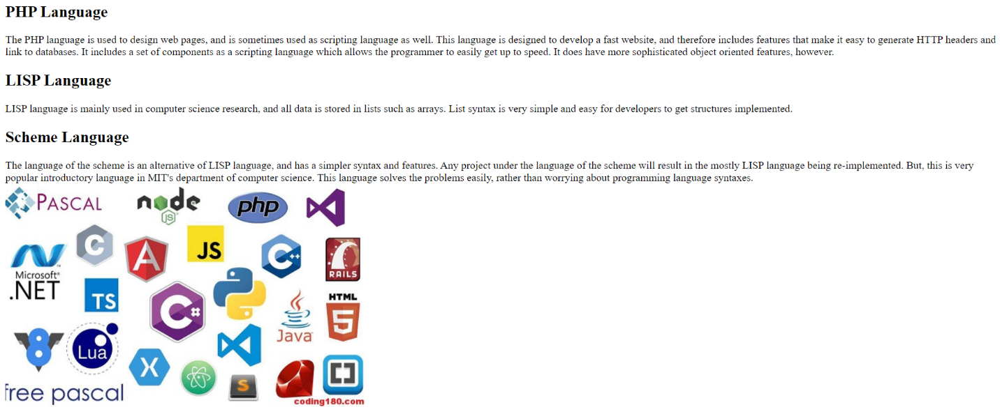 PHP Language
The PHP language is used to design web pages, and is sometimes used as scripting language as well. This language is designed to develop a fast website, and therefore includes features that make it easy to generate HTTP headers and
link to databases. It includes a set of components as a scripting language which allows the programmer to easily get up to speed. It does have more sophisticated object oriented features, however.
LISP Language
LISP language is mainly used in computer science research, and all data is stored in lists such as arrays. List syntax is very simple and easy for developers to get structures implemented.
Scheme Language
The language of the scheme is an alternative of LISP language, and has a simpler syntax and features. Any project under the language of the scheme will result in the mostly LISP language being re-implemented. But, this is very
popular introductory language in MIT's department of computer science. This language solves the problems easily, rather than worrying about programming language syntaxes.
PASCAL
node
JS
php
C
A
JS
C++
RAILS
Microsoft®
.NET
TS
C#
Java
HTML
5
8
Lua
X
S
free pascal
coding180.com